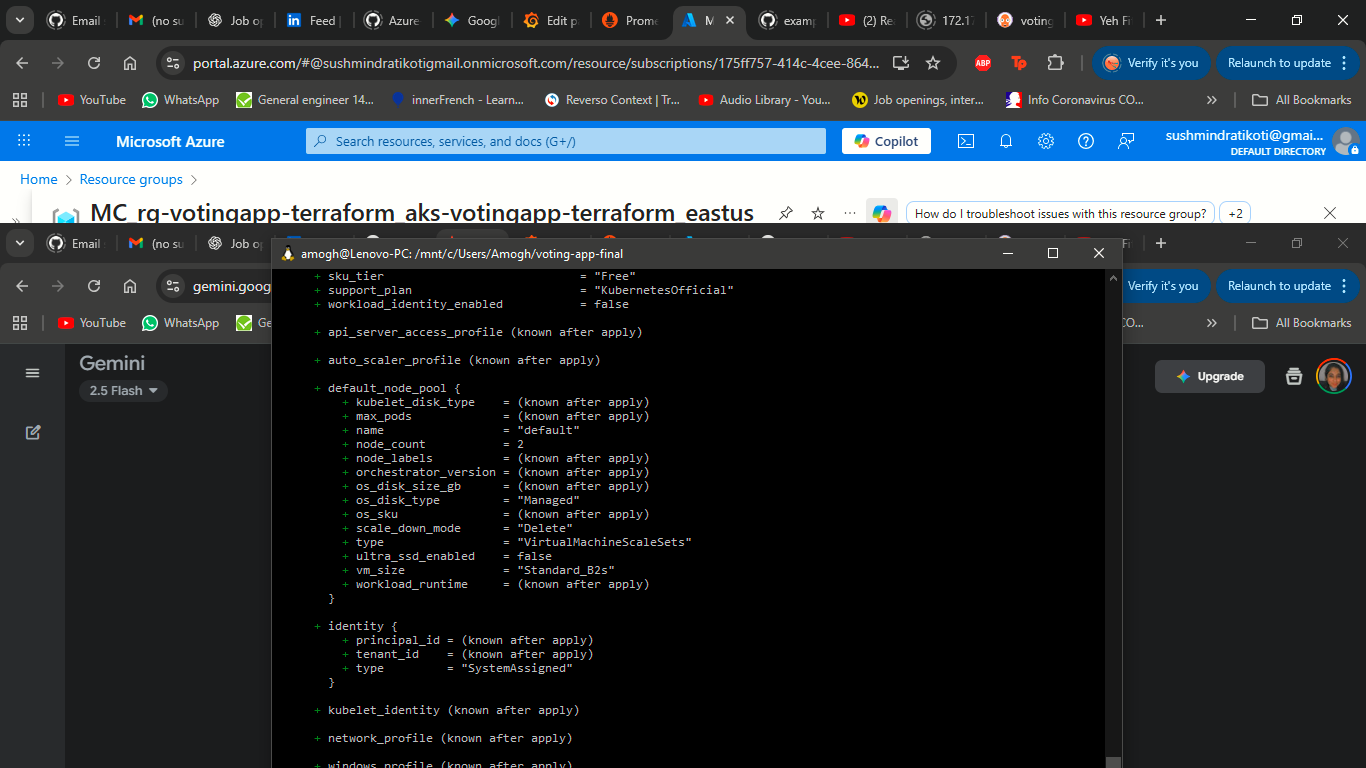 Email
(no su
Job op
Feed
Azure
Googl
Edit p
Prome
M
examp
(2) Re
172.17
voting
Yeh Fi
portal.azure.com/#@sushmindratikotigmail.onmicrosoft.com/resource/subscriptions/175ff757-414c-4cee-864...
ABP
Verify it's you
Relaunch to update
YouTube
WhatsApp
General engineer 14...
innerFrench - Learn...
Reverso Context | Tr...
Audio Library - You...
Job openings, inter...
Info Coronavirus CO...
»
All Bookmarks
Microsoft Azure
Search resources, services, and docs (G+/)
Copilot
sushmindratikoti@gmai...
DEFAULT DIRECTORY
Home > Resource groups >
MC_rg-votingapp-terraform_aks-votingapp-terraform_eastus
How do I troubleshoot issues with this resource group?
+2
Email
(no su
Job op
Yeh Fi
amogh@Lenovo-PC: /mnt/c/Users/Amogh/voting-app-final
gemini.goog
Verify it's you
Relaunch to update
YouTube
WhatsApp
Ge
CO...
»
All Bookmarks
Gemini
2.5 Flash
Upgrade
+ sku_tier = "Free"
+ support_plan = "KubernetesOfficial"
+ workload_identity_enabled = false
+ api_server_access_profile (known after apply)
+ auto_scaler_profile (known after apply)
+ default_node_pool {
+ kubelet_disk_type = (known after apply)
+ max_pods = (known after apply)
+ name = "default"
+ node_count = 2
+ node_labels = (known after apply)
+ orchestrator_version = (known after apply)
+ os_disk_size_gb = (known after apply)
+ os_disk_type = "Managed"
+ os_sku = (known after apply)
+ scale_down_mode = "Delete"
+ type = "VirtualMachineScaleSets"
+ ultra_ssd_enabled = false
+ vm_size = "Standard_B2s"
+ workload_runtime = (known after apply)
}
+ identity {
+ principal_id = (known after apply)
+ tenant_id = (known after apply)
+ type = "SystemAssigned"
}
+ kubelet_identity (known after apply)
+ network_profile (known after apply)
+ windows_profile (known after apply)